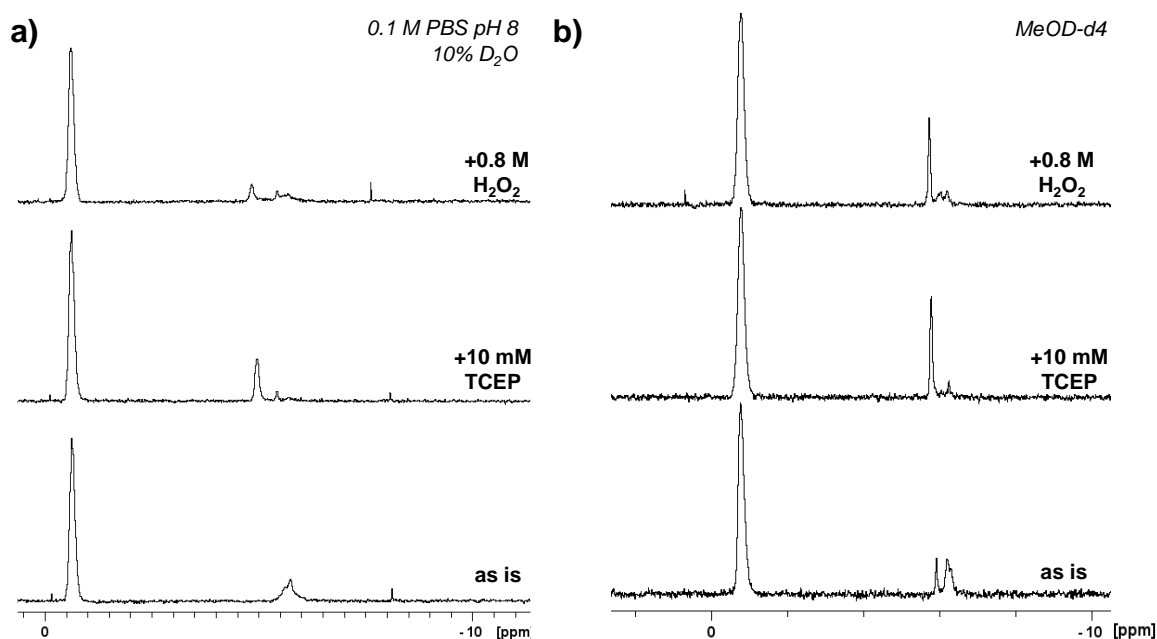 a)
0.1 M PBS pH 8
10% D₂O
+0.8 M
H₂O₂
+10 mM
TCEP
as is
0
-10
[ppm]
b)
MeOD-d4
+0.8 M
H₂O₂
+10 mM
TCEP
as is
0
-10
[ppm]